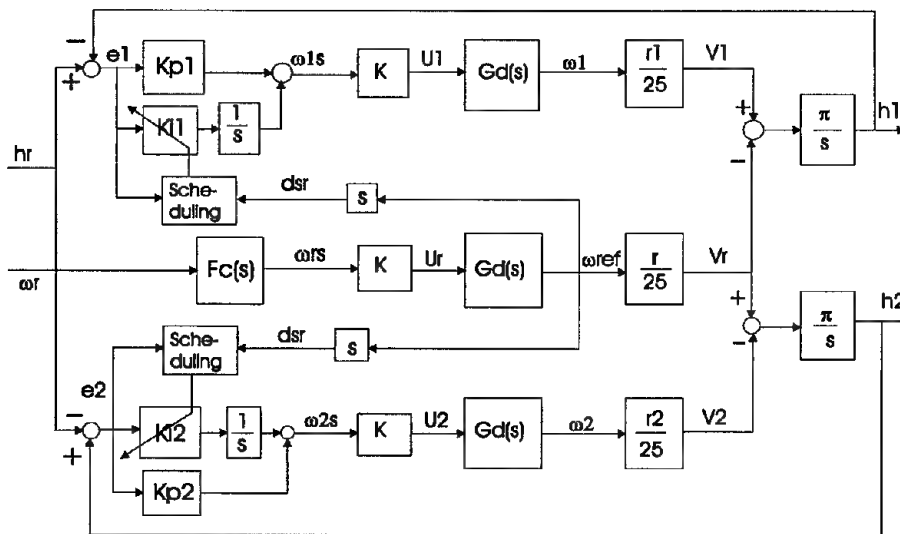 − e1 Kp1 ω1s K U1 Gd(s) ω1 r1/25 V1
+ + π/s h1
KI1 1/s −
hr
Sche-
duling dsr s
Fc(s) ωrs K Ur Gd(s) ωref r/25 Vr
ωr
+ h2
Sche-
duling dsr s − π/s
e2
− KI2 1/s ω2s K U2 Gd(s) ω2 r2/25 V2
+
Kp2